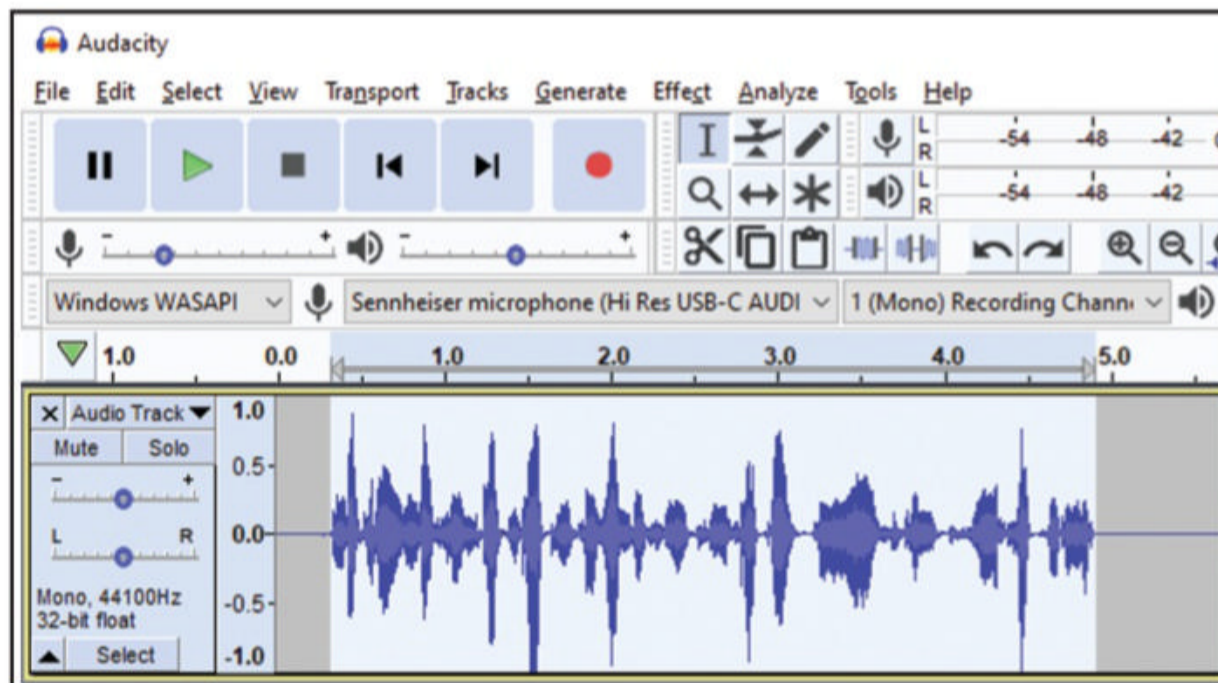 Audacity
File Edit Select View Transport Tracks Generate Effect Analyze Tools Help
L
R
-54 -48 -42
L
R
-54 -48 -42
- +
- +
Windows WASAPI
Sennheiser microphone (Hi Res USB-C AUDI
1 (Mono) Recording Chann
1.0 0.0 1.0 2.0 3.0 4.0 5.0
× Audio Track
Mute Solo
- +
L R
Mono, 44100Hz
32-bit float
Select
1.0
0.5-
0.0-
-0.5-
-1.0